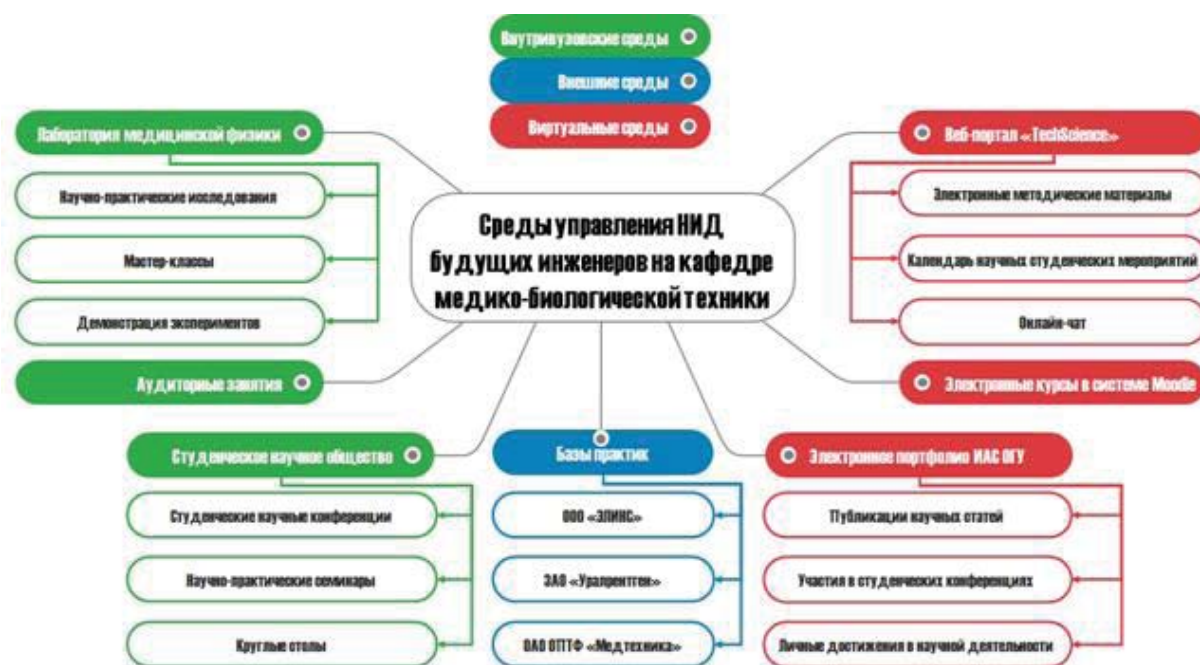 Внутривузовские среды
Внешние среды
Виртуальные среды
Лаборатория медицинской физики
Научно-практические исследования
Мастер-классы
Демонстрация экспериментов
Аудиторные занятия
Среды управления НИД
будущих инженеров на кафедре
медико-биологической техники
Веб-портал «TechScience»
Электронные методические материалы
Календарь научных студенческих мероприятий
Онлайн-чат
Электронные курсы в системе Moodle
Студенческое научное общество
Студенческие научные конференции
Научно-практические семинары
Круглые столы
Базы практик
ООО «ЭЛИНС»
ЗАО «Уралрентген»
ОАО ОПТТФ «Медтехника»
Электронное портфолио ИАС ОГУ
Публикации научных статей
Участия в студенческих конференциях
Личные достижения в научной деятельности